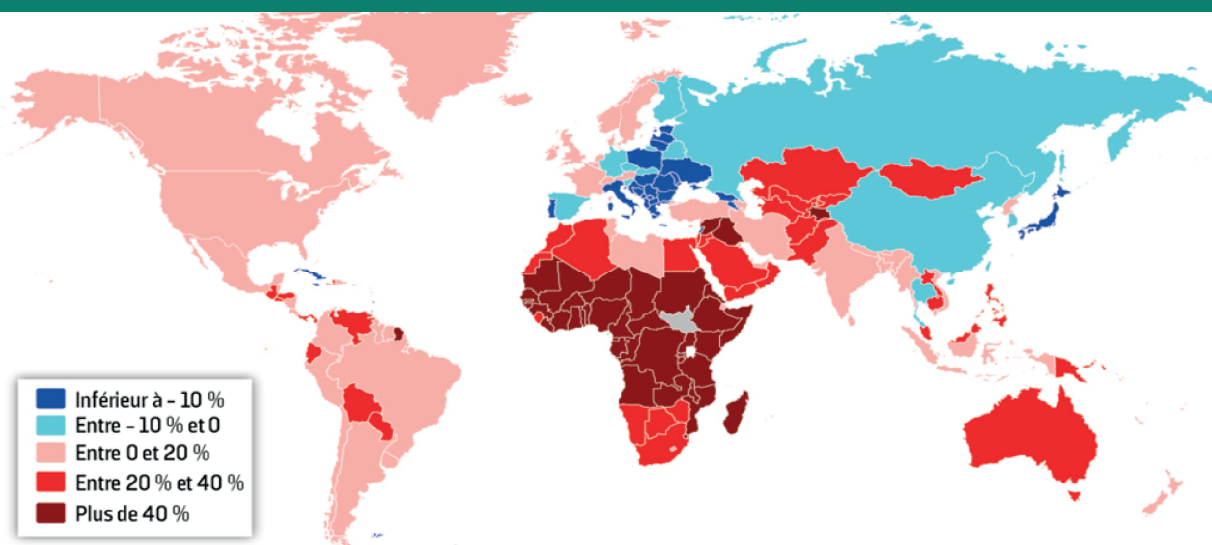 Inférieur à - 10 %
Entre - 10 % et 0
Entre 0 et 20 %
Entre 20 % et 40 %
Plus de 40 %